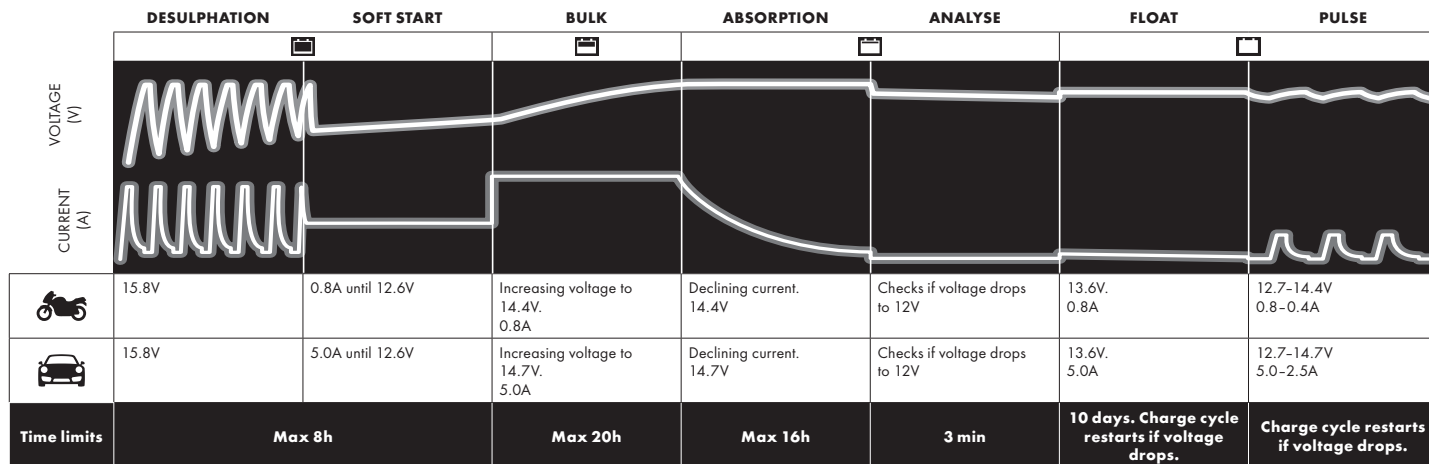 DESULPHATION SOFT START BULK ABSORPTION ANALYSE FLOAT PULSE
VOLTAGE
(V)
CURRENT
(A)
15.8V
0.8A until 12.6V
Increasing voltage to
14.4V.
0.8A
Declining current.
14.4V
Checks if voltage drops
to 12V
13.6V.
0.8A
12.7–14.4V
0.8–0.4A
15.8V
5.0A until 12.6V
Increasing voltage to
14.7V.
5.0A
Declining current.
14.7V
Checks if voltage drops
to 12V
13.6V.
5.0A
12.7–14.7V
5.0–2.5A
Time limits
Max 8h
Max 20h
Max 16h
3 min
10 days. Charge cycle
restarts if voltage
drops.
Charge cycle restarts
if voltage drops.